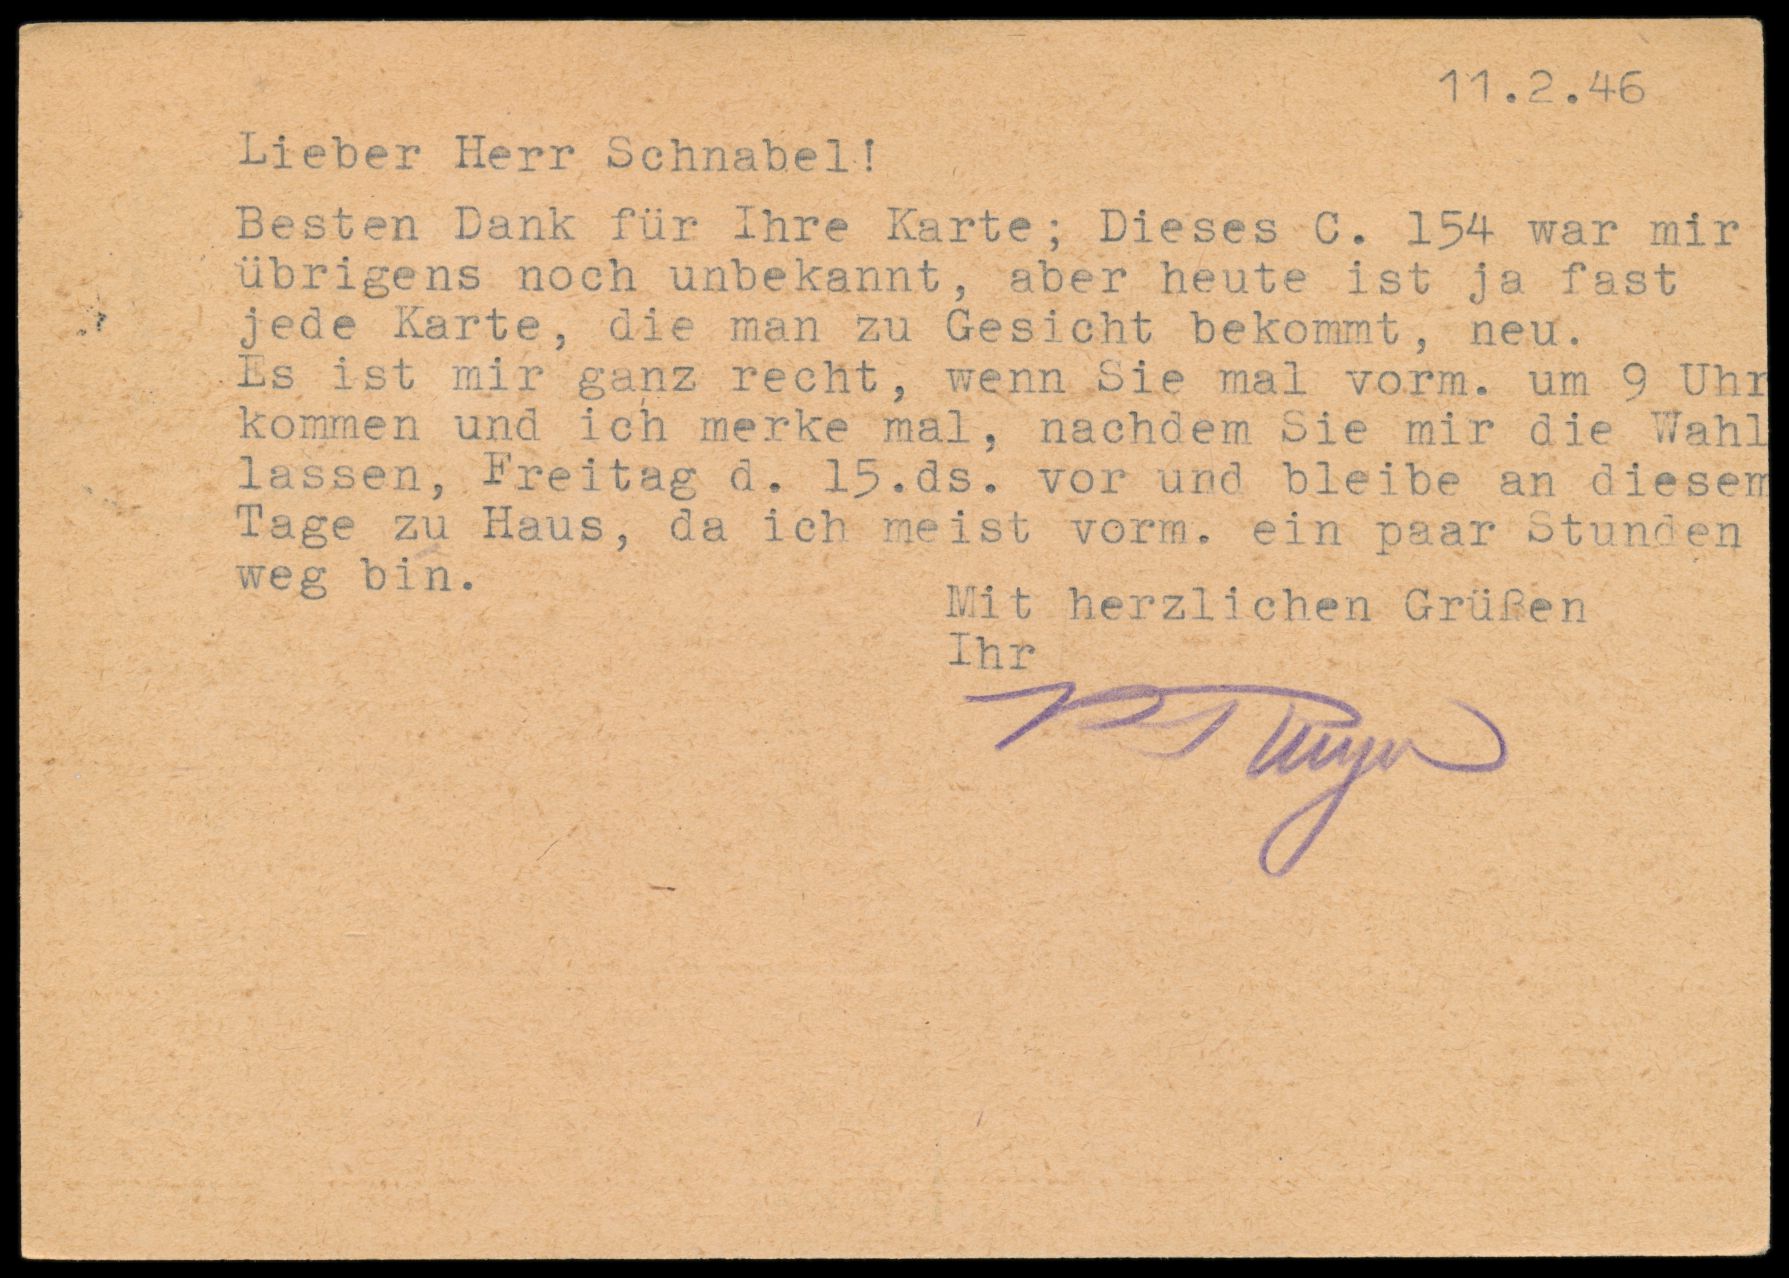 11.2.46
Lieber Herr Schnabel!
Besten Dank für Ihre Karte; Dieses C. 154 war mir
übrigens noch unbekannt, aber heute ist ja fast
jede Karte, die man zu Gesicht bekommt, neu.
Es ist mir ganz recht, wenn Sie mal vorm. um 9 Uhr
kommen und ich merke mal, nachdem Sie mir die Wahl
lassen, Freitag d. 15.ds. vor und bleibe an diesem
Tage zu Haus, da ich meist vorm. ein paar Stunden
weg bin.
Mit herzlichen Grüßen
Ihr